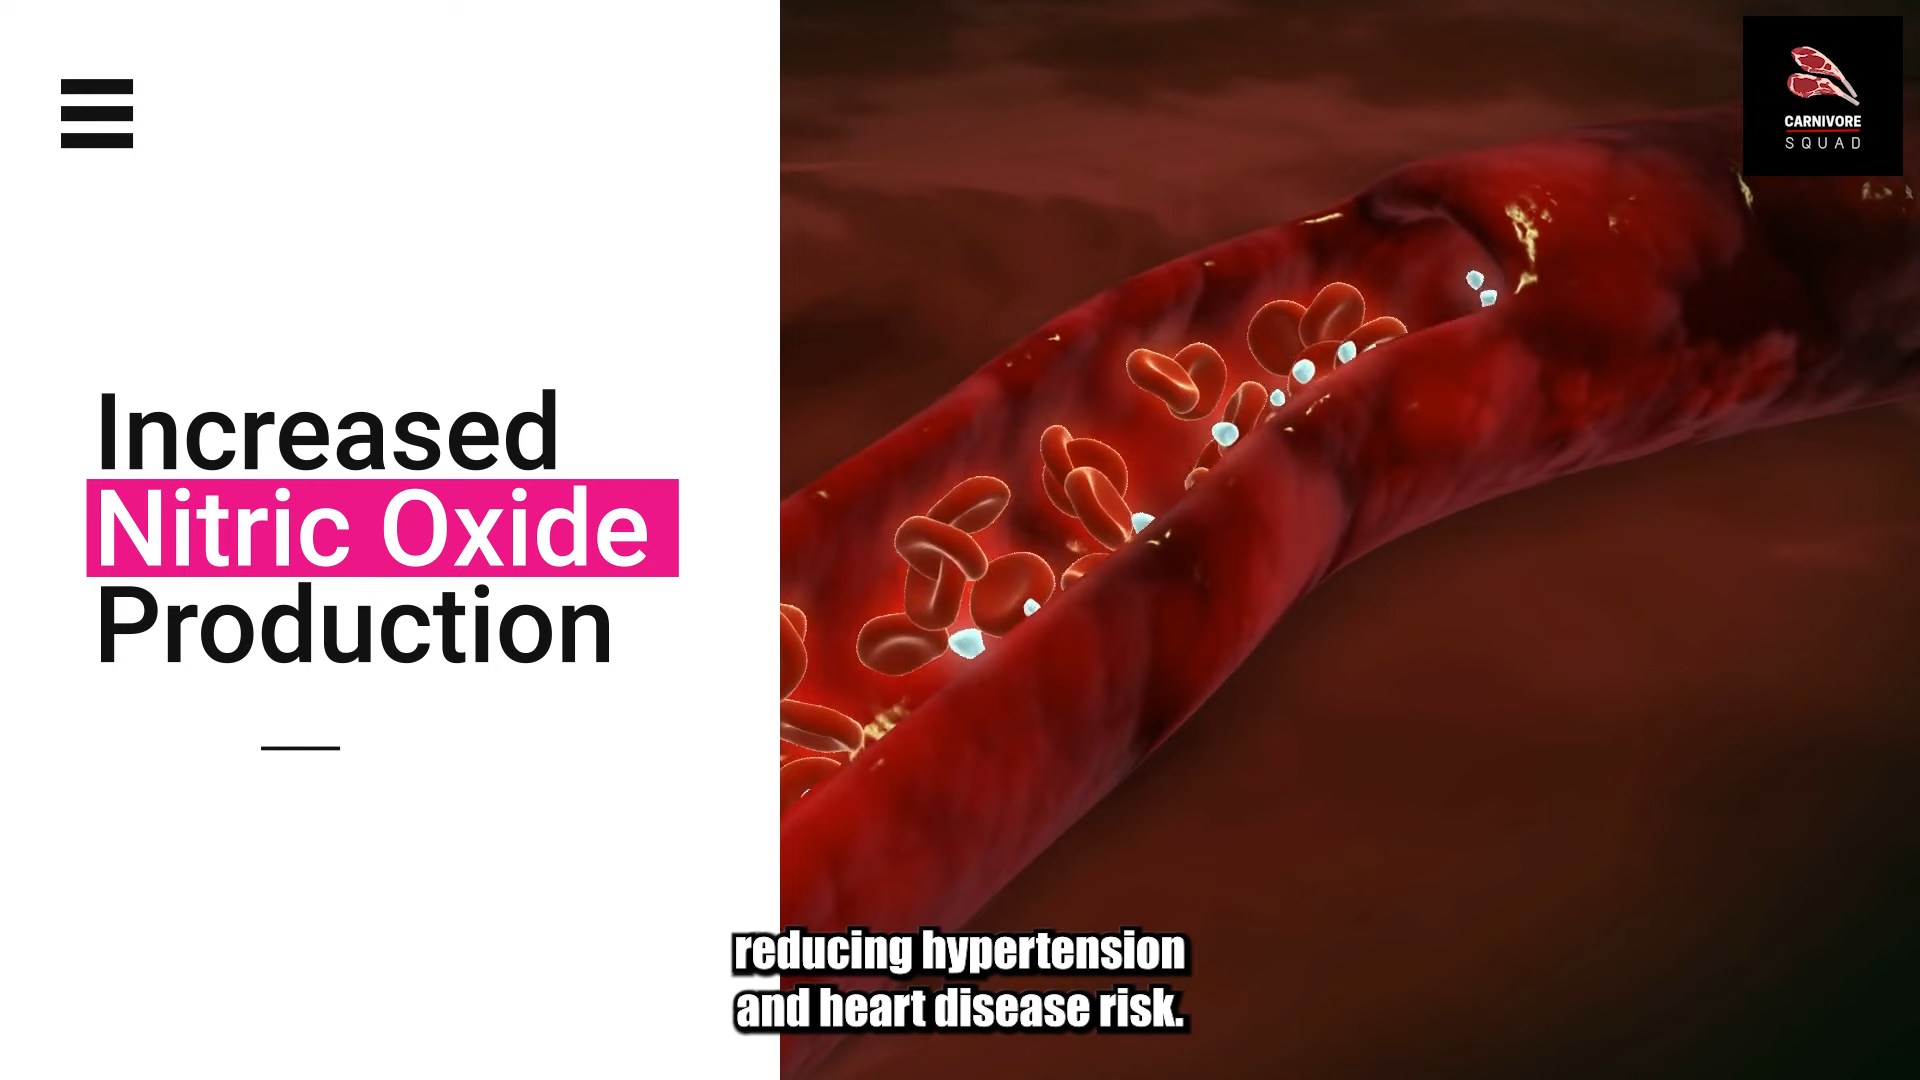 Increased
Nitric Oxide
Production
CARNIVORE
SQUAD
reducing hypertension
and heart disease risk.